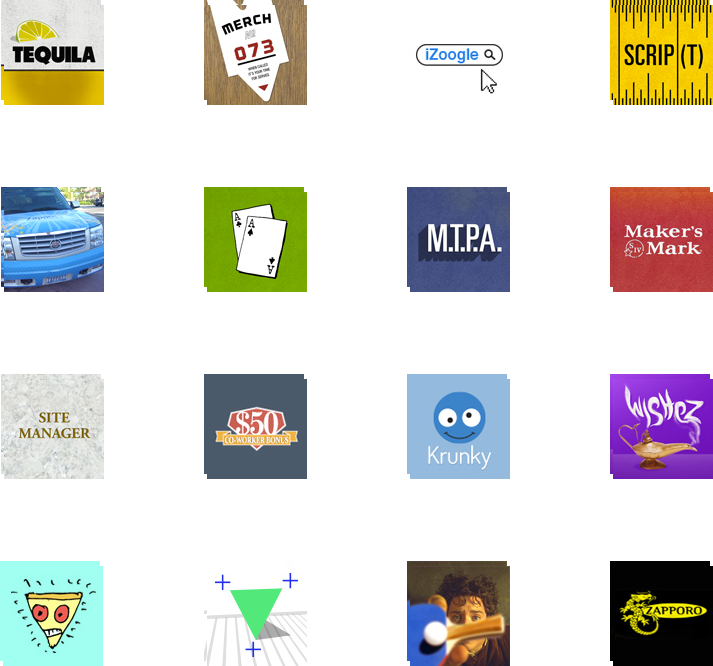 TEQUILA
MERCH
073
WHEN CALLED
IT'S YOUR TIME
FOR SERVICE
iZoogle
SCRIP(T)
A
A
A
M.T.P.A.
Maker's
S IV
Mark
SITE
MANAGER
$50
CO-WORKER BONUS
Krunky
WISHEZ
ZAPPORO